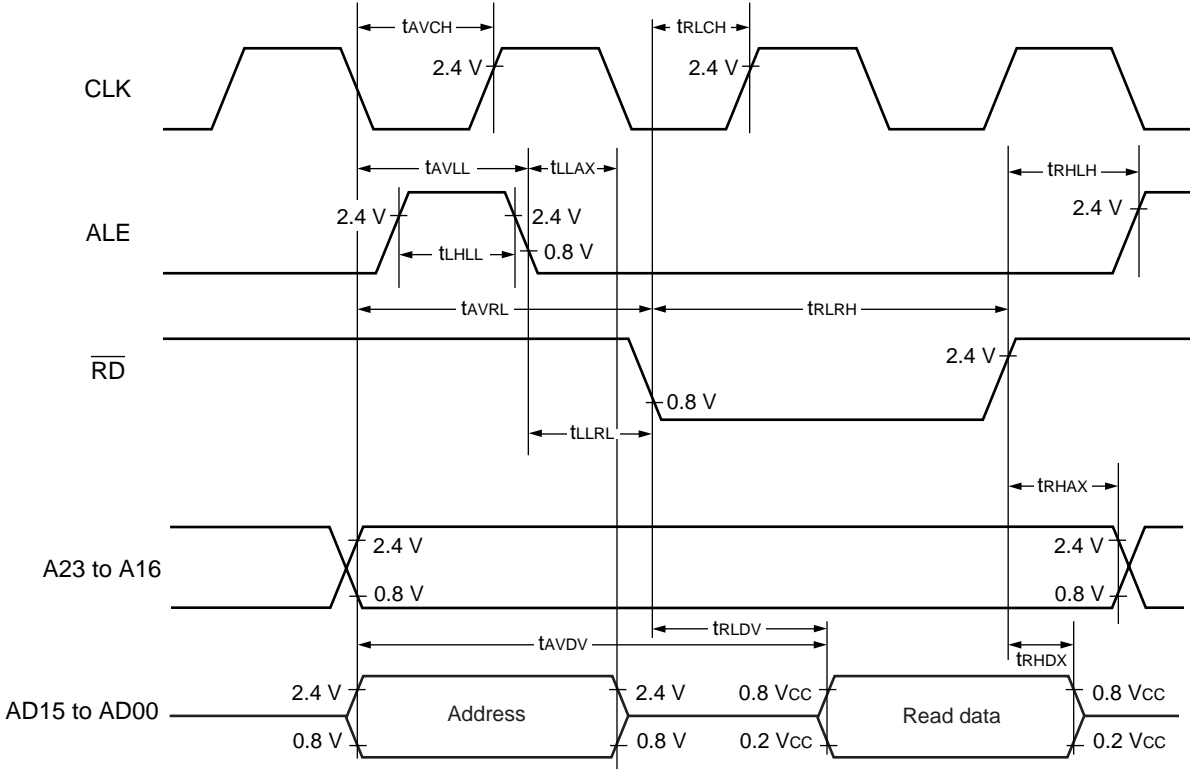 tAVCH
tRLCH
CLK
2.4 V
2.4 V
tAVLL
tLLAX
tRHLH
ALE
2.4 V
2.4 V
2.4 V
tLHLL
0.8 V
tAVRL
tRLRH
RD
2.4 V
0.8 V
tLLRL
tRHAX
A23 to A16
2.4 V
2.4 V
0.8 V
0.8 V
tRLDV
tAVDV
tRHDX
AD15 to AD00
2.4 V
2.4 V
0.8 VCC
0.8 VCC
Address
Read data
0.8 V
0.8 V
0.2 VCC
0.2 VCC